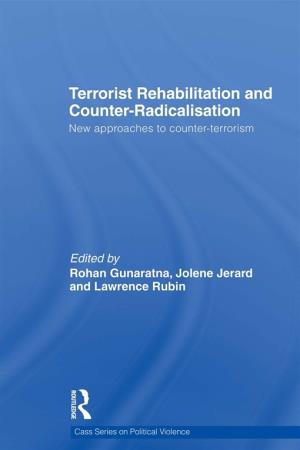 Terrorist Rehabilitation and
Counter-Radicalisation
New approaches to counter-terrorism
Edited by
Rohan Gunaratna, Jolene Jerard
and Lawrence Rubin
ROUTLEDGE
Cass Series on Political Violence